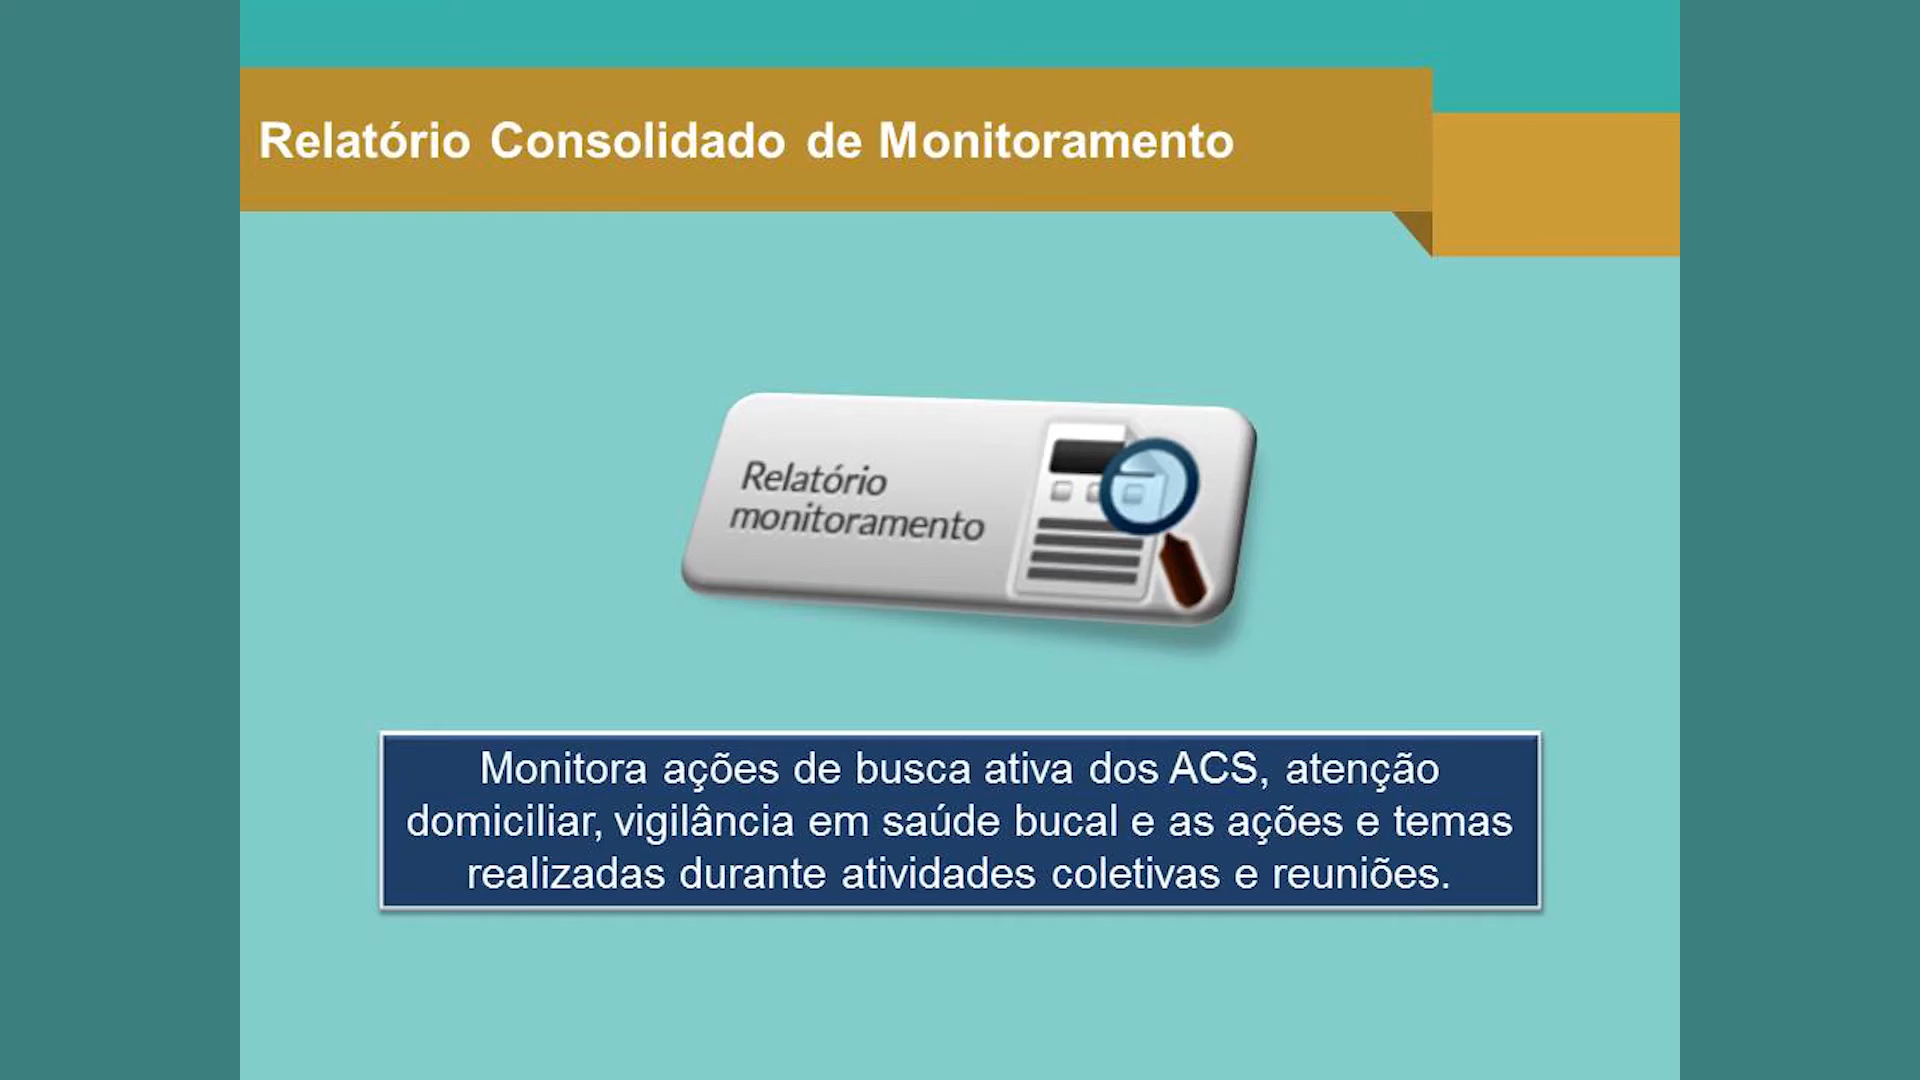 Relatório Consolidado de Monitoramento
Relatório
monitoramento
Monitora ações de busca ativa dos ACS, atenção
domiciliar, vigilância em saúde bucal e as ações e temas
realizadas durante atividades coletivas e reuniões.